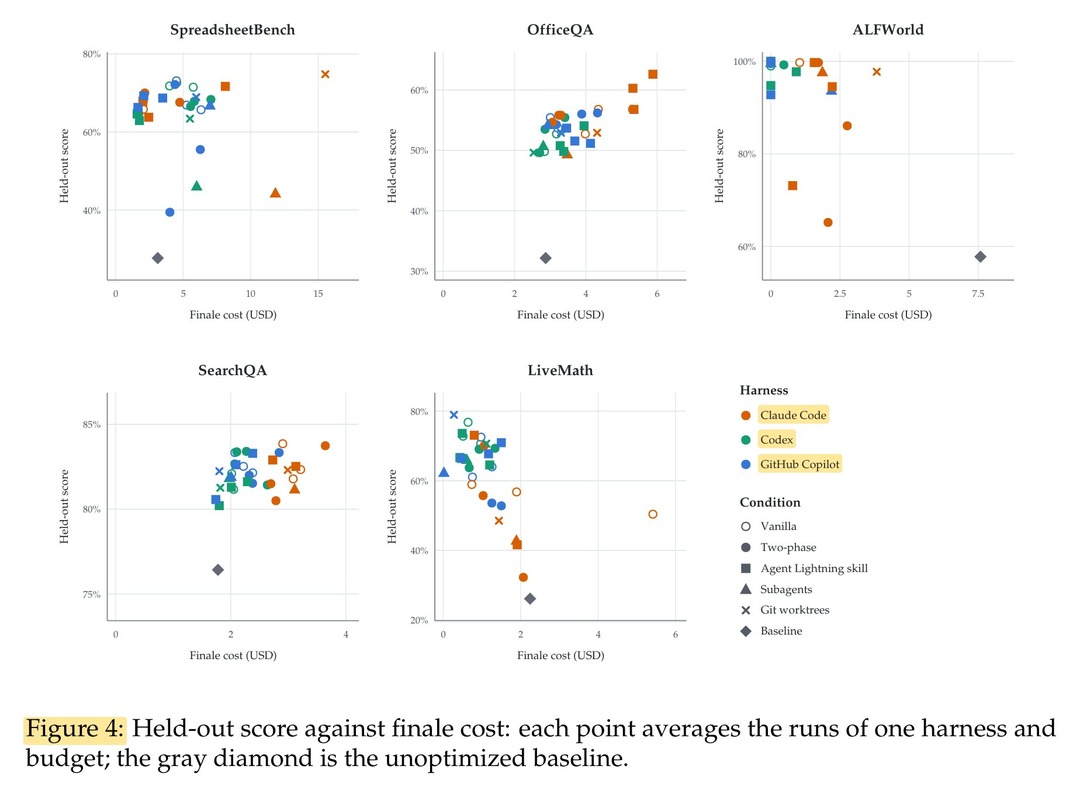 SpreadsheetBench
80%
60%
40%
Held-out score
0
5
10
15
Finale cost (USD)
OfficeQA
60%
50%
40%
30%
Held-out score
0
2
4
6
Finale cost (USD)
ALFWorld
100%
80%
60%
Held-out score
0
2.5
5
7.5
Finale cost (USD)
SearchQA
85%
80%
75%
Held-out score
0
2
4
Finale cost (USD)
LiveMath
80%
60%
40%
20%
Held-out score
0
2
4
6
Finale cost (USD)
Harness
Claude Code
Codex
GitHub Copilot
Condition
Vanilla
Two-phase
Agent Lightning skill
Subagents
Git worktrees
Baseline
Figure 4: Held-out score against finale cost: each point averages the runs of one harness and
budget; the gray diamond is the unoptimized baseline.